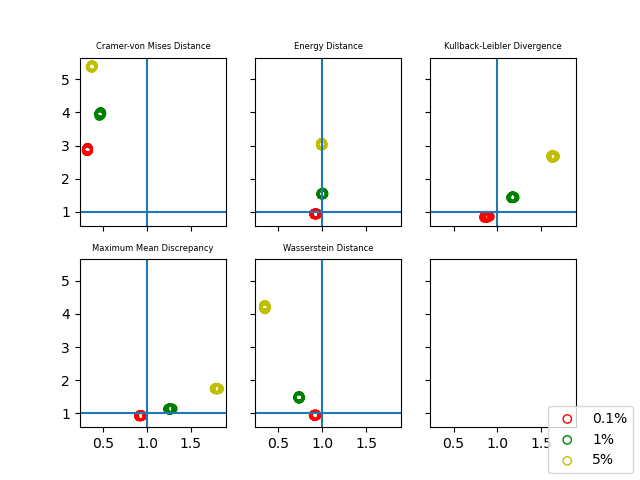 Cramer-von Mises Distance
Energy Distance
Kullback-Leibler Divergence
5
4
3
2
1
Maximum Mean Discrepancy
Wasserstein Distance
5
4
3
2
1
0.5 1.0 1.5
0.5 1.0 1.5
0.5 1.0 1.5
0.1%
1%
5%